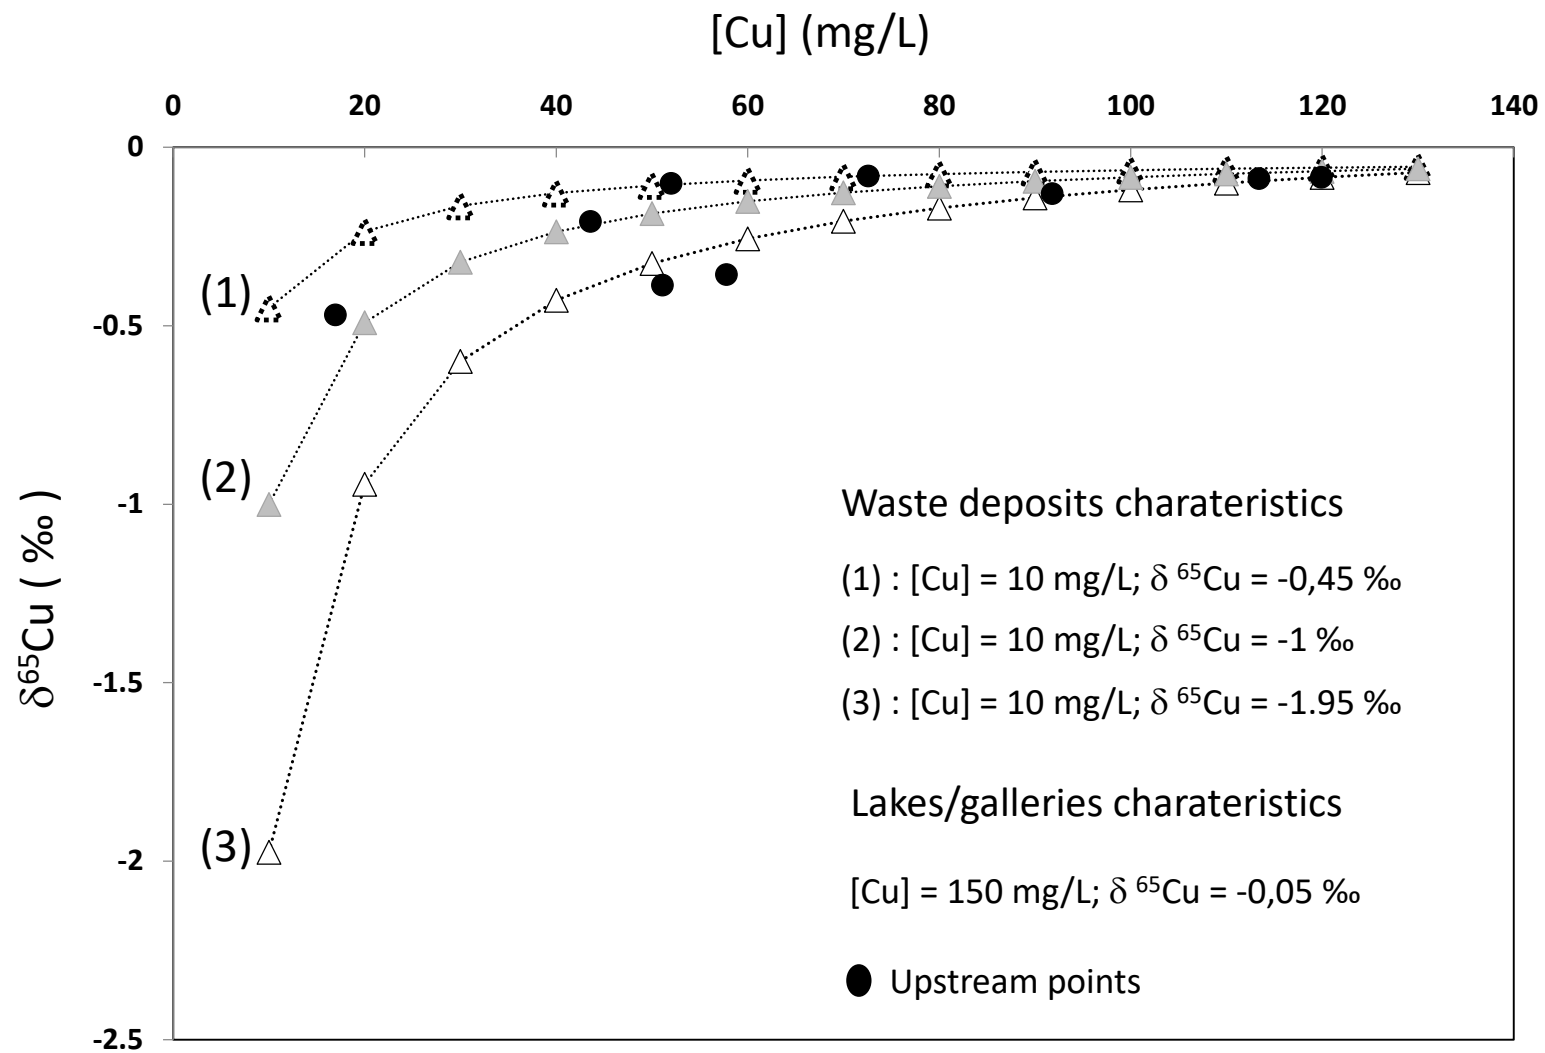 [Cu] (mg/L)
0 20 40 60 80 100 120 140
0
-0.5
-1
-1.5
-2
-2.5
δ⁶⁵Cu ( ‰ )
(1)
(2)
(3)
Waste deposits charateristics
(1) : [Cu] = 10 mg/L; δ ⁶⁵Cu = -0,45 ‰
(2) : [Cu] = 10 mg/L; δ ⁶⁵Cu = -1 ‰
(3) : [Cu] = 10 mg/L; δ ⁶⁵Cu = -1.95 ‰
Lakes/galleries charateristics
[Cu] = 150 mg/L; δ ⁶⁵Cu = -0,05 ‰
Upstream points